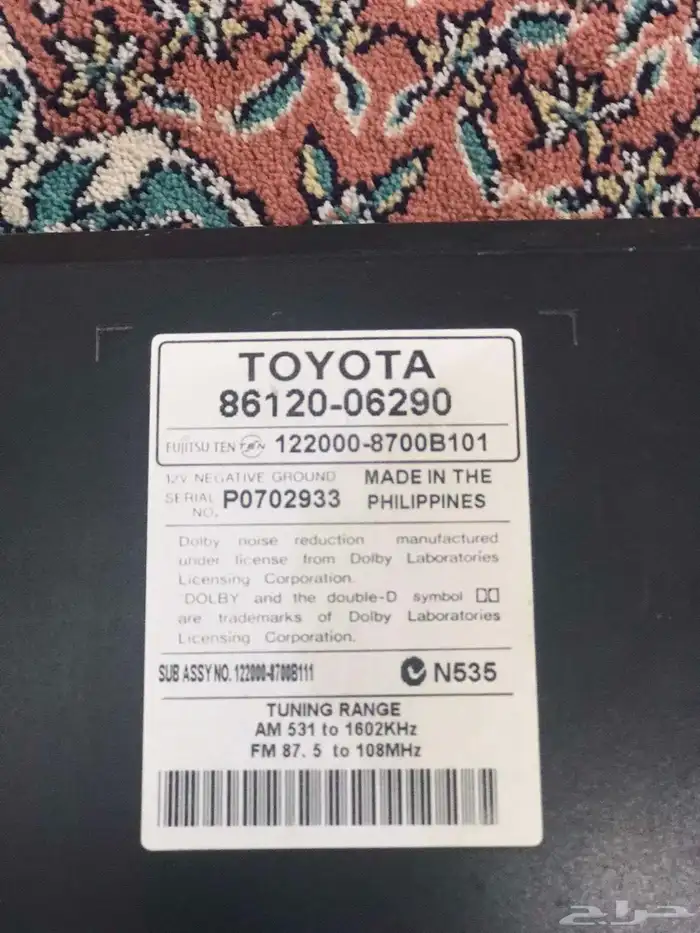 TOYOTA
86120-06290
FUJITSU TEN TEN 122000-8700B101
12V NEGATIVE GROUND
MADE IN THE
PHILIPPINES
SERIAL NO. P0702933
Dolby noise reduction manufactured
under license from Dolby Laboratories
Licensing Corporation.
DOLBY and the double-D symbol
are trademarks of Dolby Laboratories
Licensing Corporation.
SUB ASSY NO. 122000-8700B111
N535
TUNING RANGE
AM 531 to 1602KHz
FM 87.5 to 108MHz
حراج